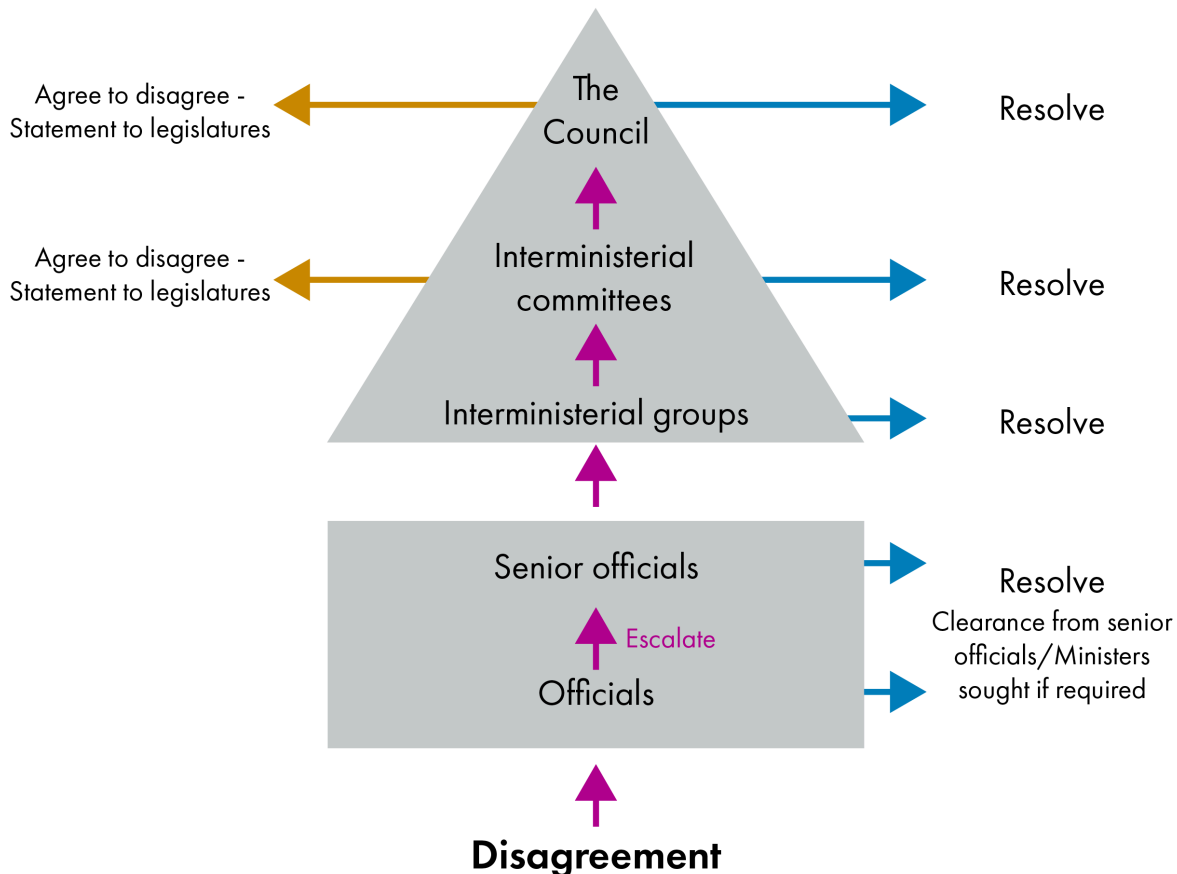 Agree to disagree -
Statement to legislatures
The
Council
Resolve
Agree to disagree -
Statement to legislatures
Interministerial
committees
Resolve
Interministerial groups
Resolve
Senior officials
Escalate
Officials
Resolve
Clearance from senior
officials/Ministers
sought if required
Disagreement